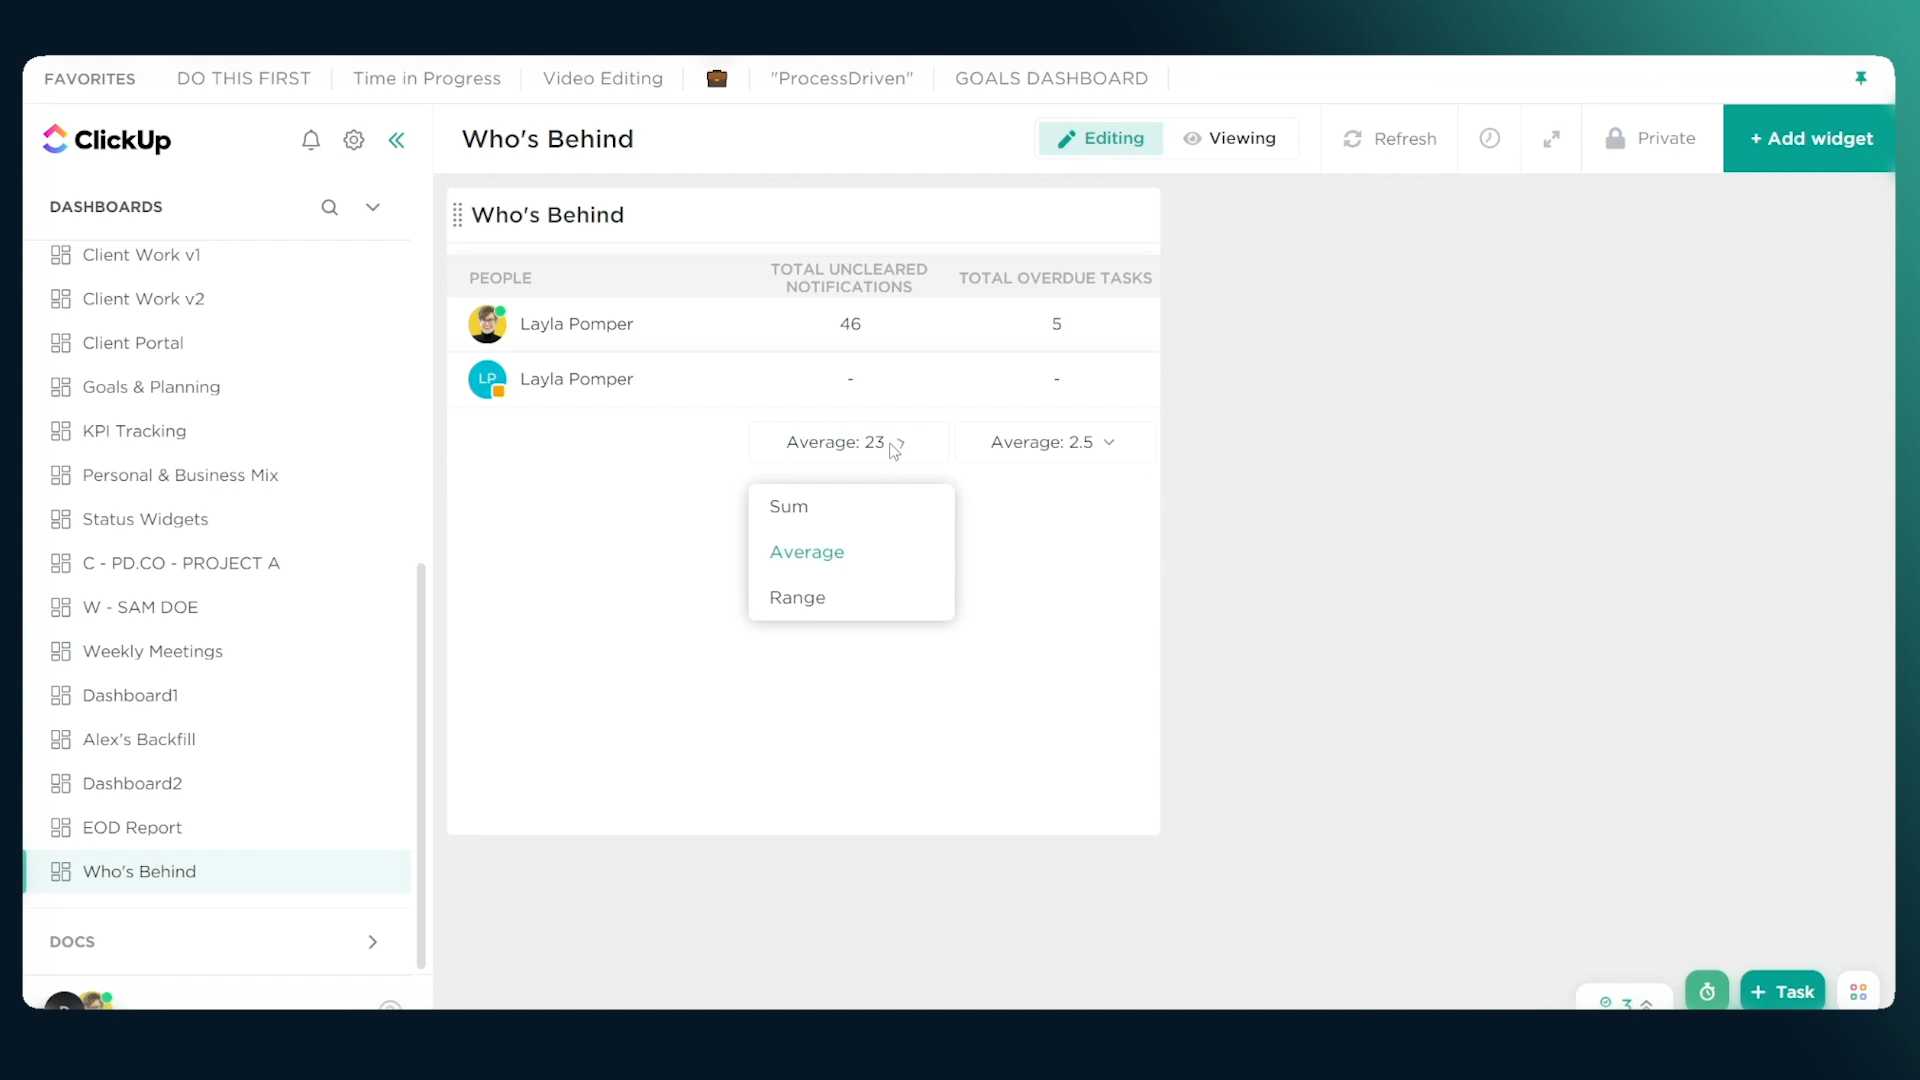 FAVORITES
DO THIS FIRST
Time in Progress
Video Editing
"ProcessDriven"
GOALS DASHBOARD
ClickUp
Who's Behind
Editing
Viewing
Refresh
Private
+ Add widget
DASHBOARDS
Client Work v1
Client Work v2
Client Portal
Goals & Planning
KPI Tracking
Personal & Business Mix
Status Widgets
C - PD.CO - PROJECT A
W - SAM DOE
Weekly Meetings
Dashboard1
Alex's Backfill
Dashboard2
EOD Report
Who's Behind
DOCS
Who's Behind
PEOPLE
TOTAL UNCLEARED
NOTIFICATIONS
TOTAL OVERDUE TASKS
Layla Pomper
46
5
LP
Layla Pomper
-
-
Average: 23
Average: 2.5
Sum
Average
Range
3
+ Task